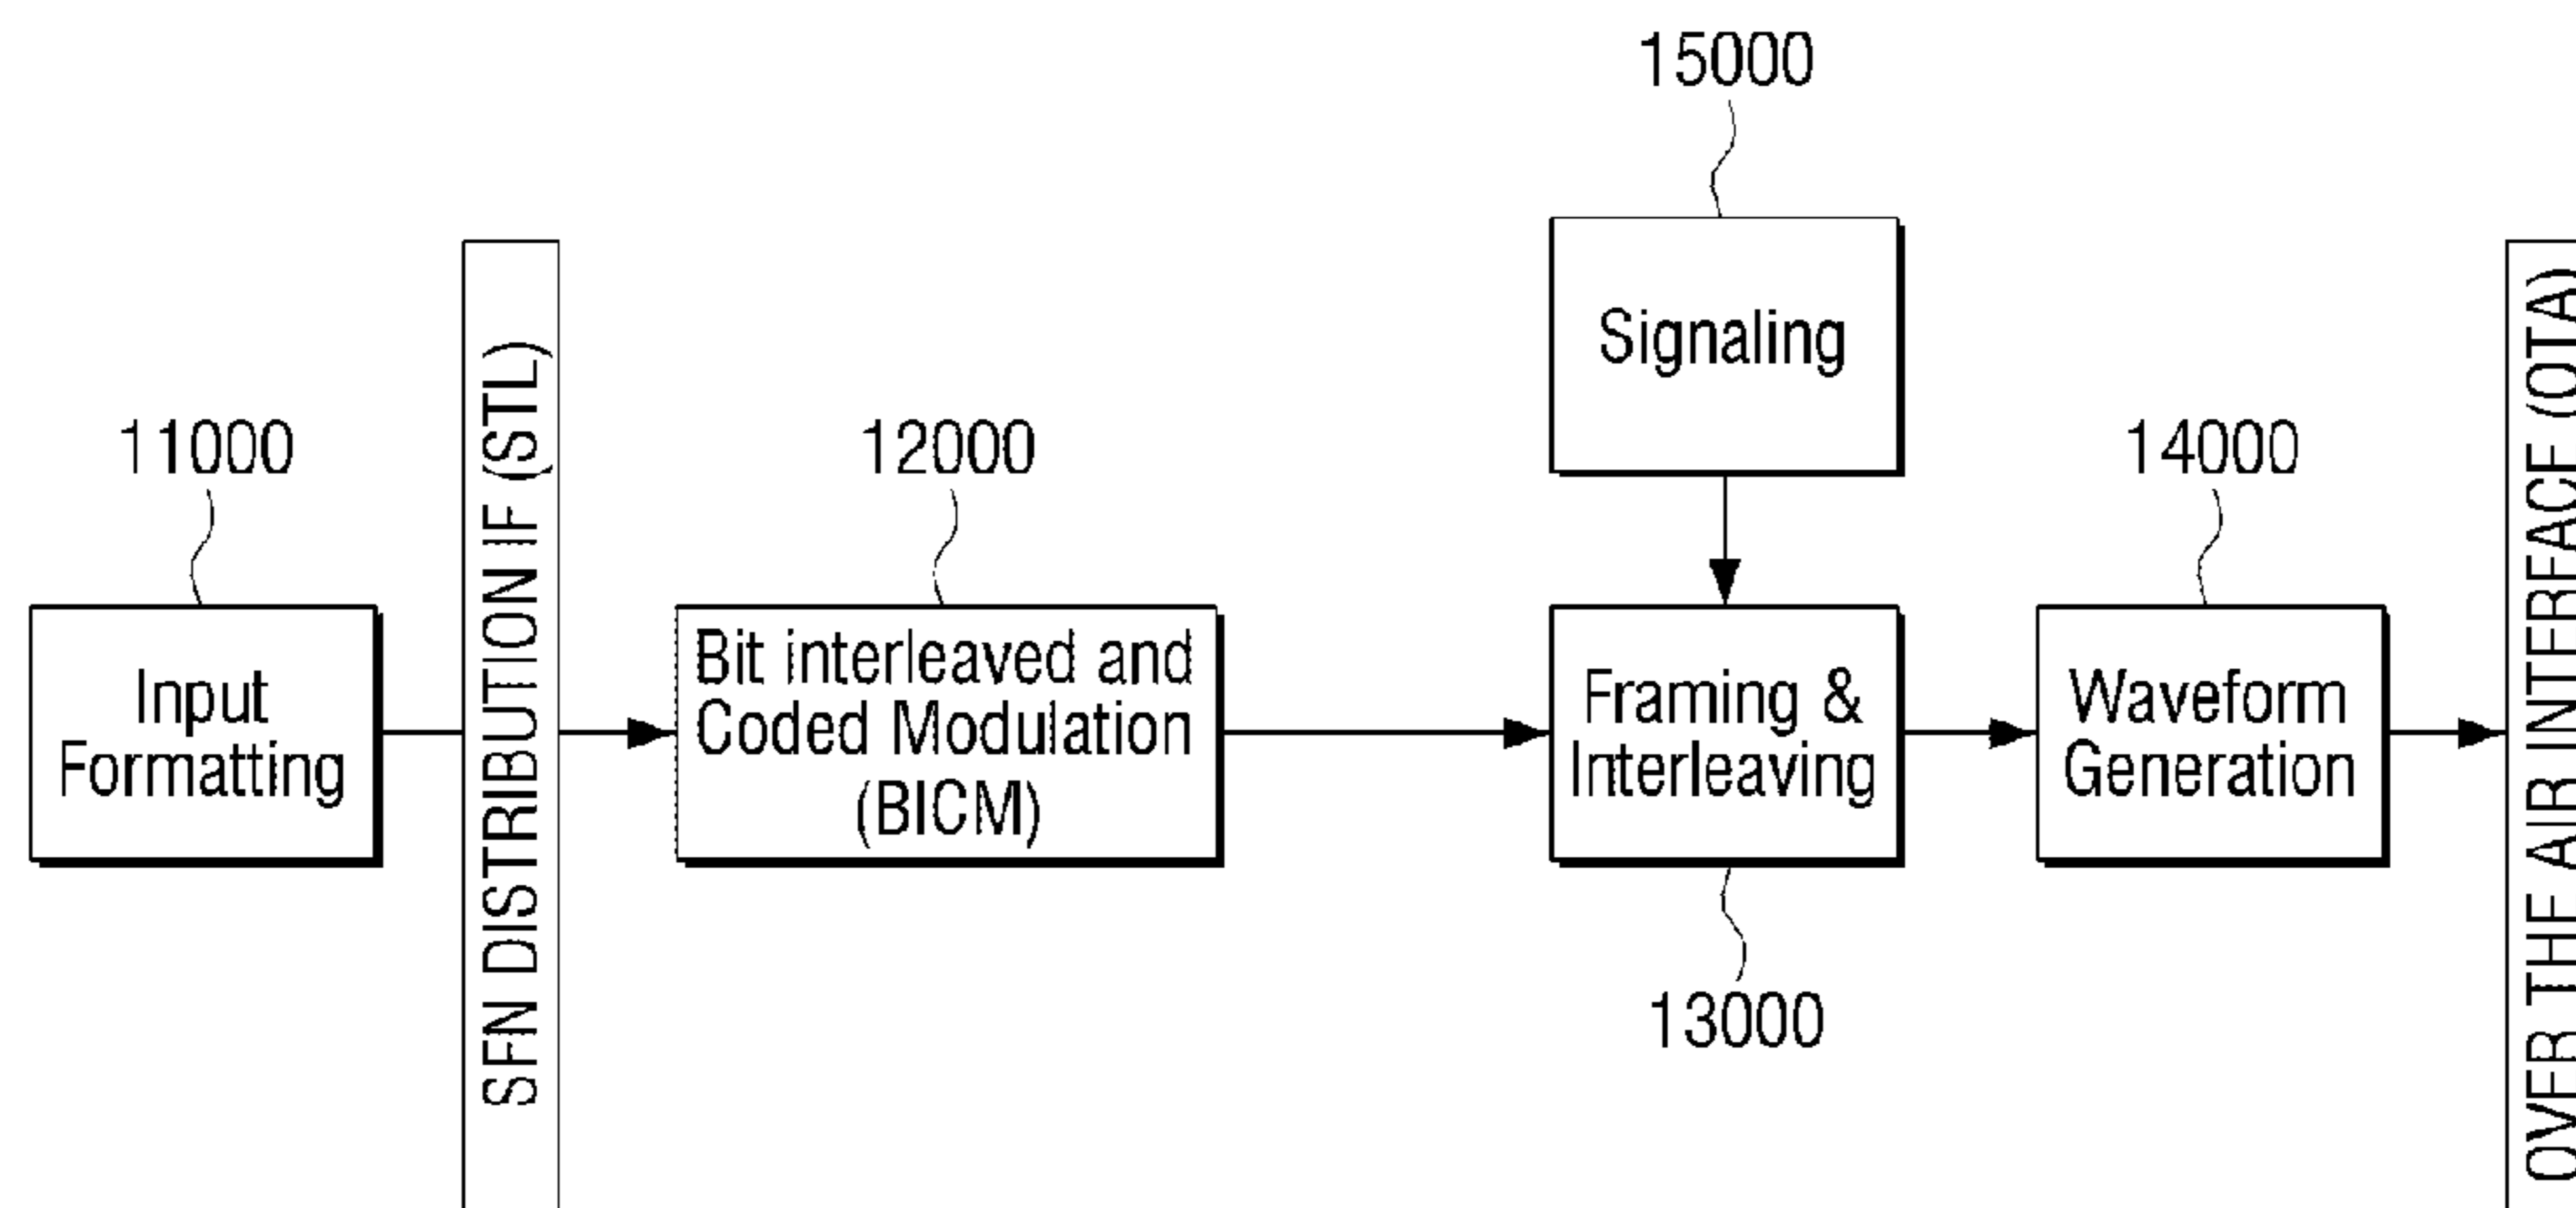 15000
Signaling
11000
Input
Formatting
SFN DISTRIBUTION IF (STL)
12000
Bit interleaved and
Coded Modulation
(BICM)
Framing &
Interleaving
13000
14000
Waveform
Generation
OVER THE AIR INTERFACE (OTA)